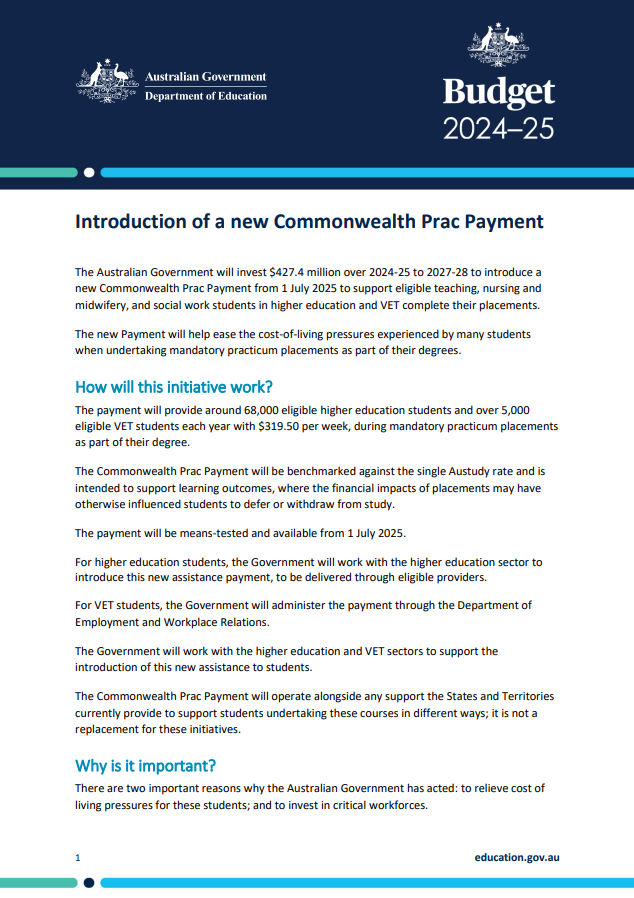 Australian Government
Department of Education
Budget
2024–25
Introduction of a new Commonwealth Prac Payment
The Australian Government will invest $427.4 million over 2024-25 to 2027-28 to introduce a
new Commonwealth Prac Payment from 1 July 2025 to support eligible teaching, nursing and
midwifery, and social work students in higher education and VET complete their placements.
The new Payment will help ease the cost-of-living pressures experienced by many students
when undertaking mandatory practicum placements as part of their degrees.
How will this initiative work?
The payment will provide around 68,000 eligible higher education students and over 5,000
eligible VET students each year with $319.50 per week, during mandatory practicum placements
as part of their degree.
The Commonwealth Prac Payment will be benchmarked against the single Austudy rate and is
intended to support learning outcomes, where the financial impacts of placements may have
otherwise influenced students to defer or withdraw from study.
The payment will be means-tested and available from 1 July 2025.
For higher education students, the Government will work with the higher education sector to
introduce this new assistance payment, to be delivered through eligible providers.
For VET students, the Government will administer the payment through the Department of
Employment and Workplace Relations.
The Government will work with the higher education and VET sectors to support the
introduction of this new assistance to students.
The Commonwealth Prac Payment will operate alongside any support the States and Territories
currently provide to support students undertaking these courses in different ways; it is not a
replacement for these initiatives.
Why is it important?
There are two important reasons why the Australian Government has acted: to relieve cost of
living pressures for these students; and to invest in critical workforces.
1
education.gov.au